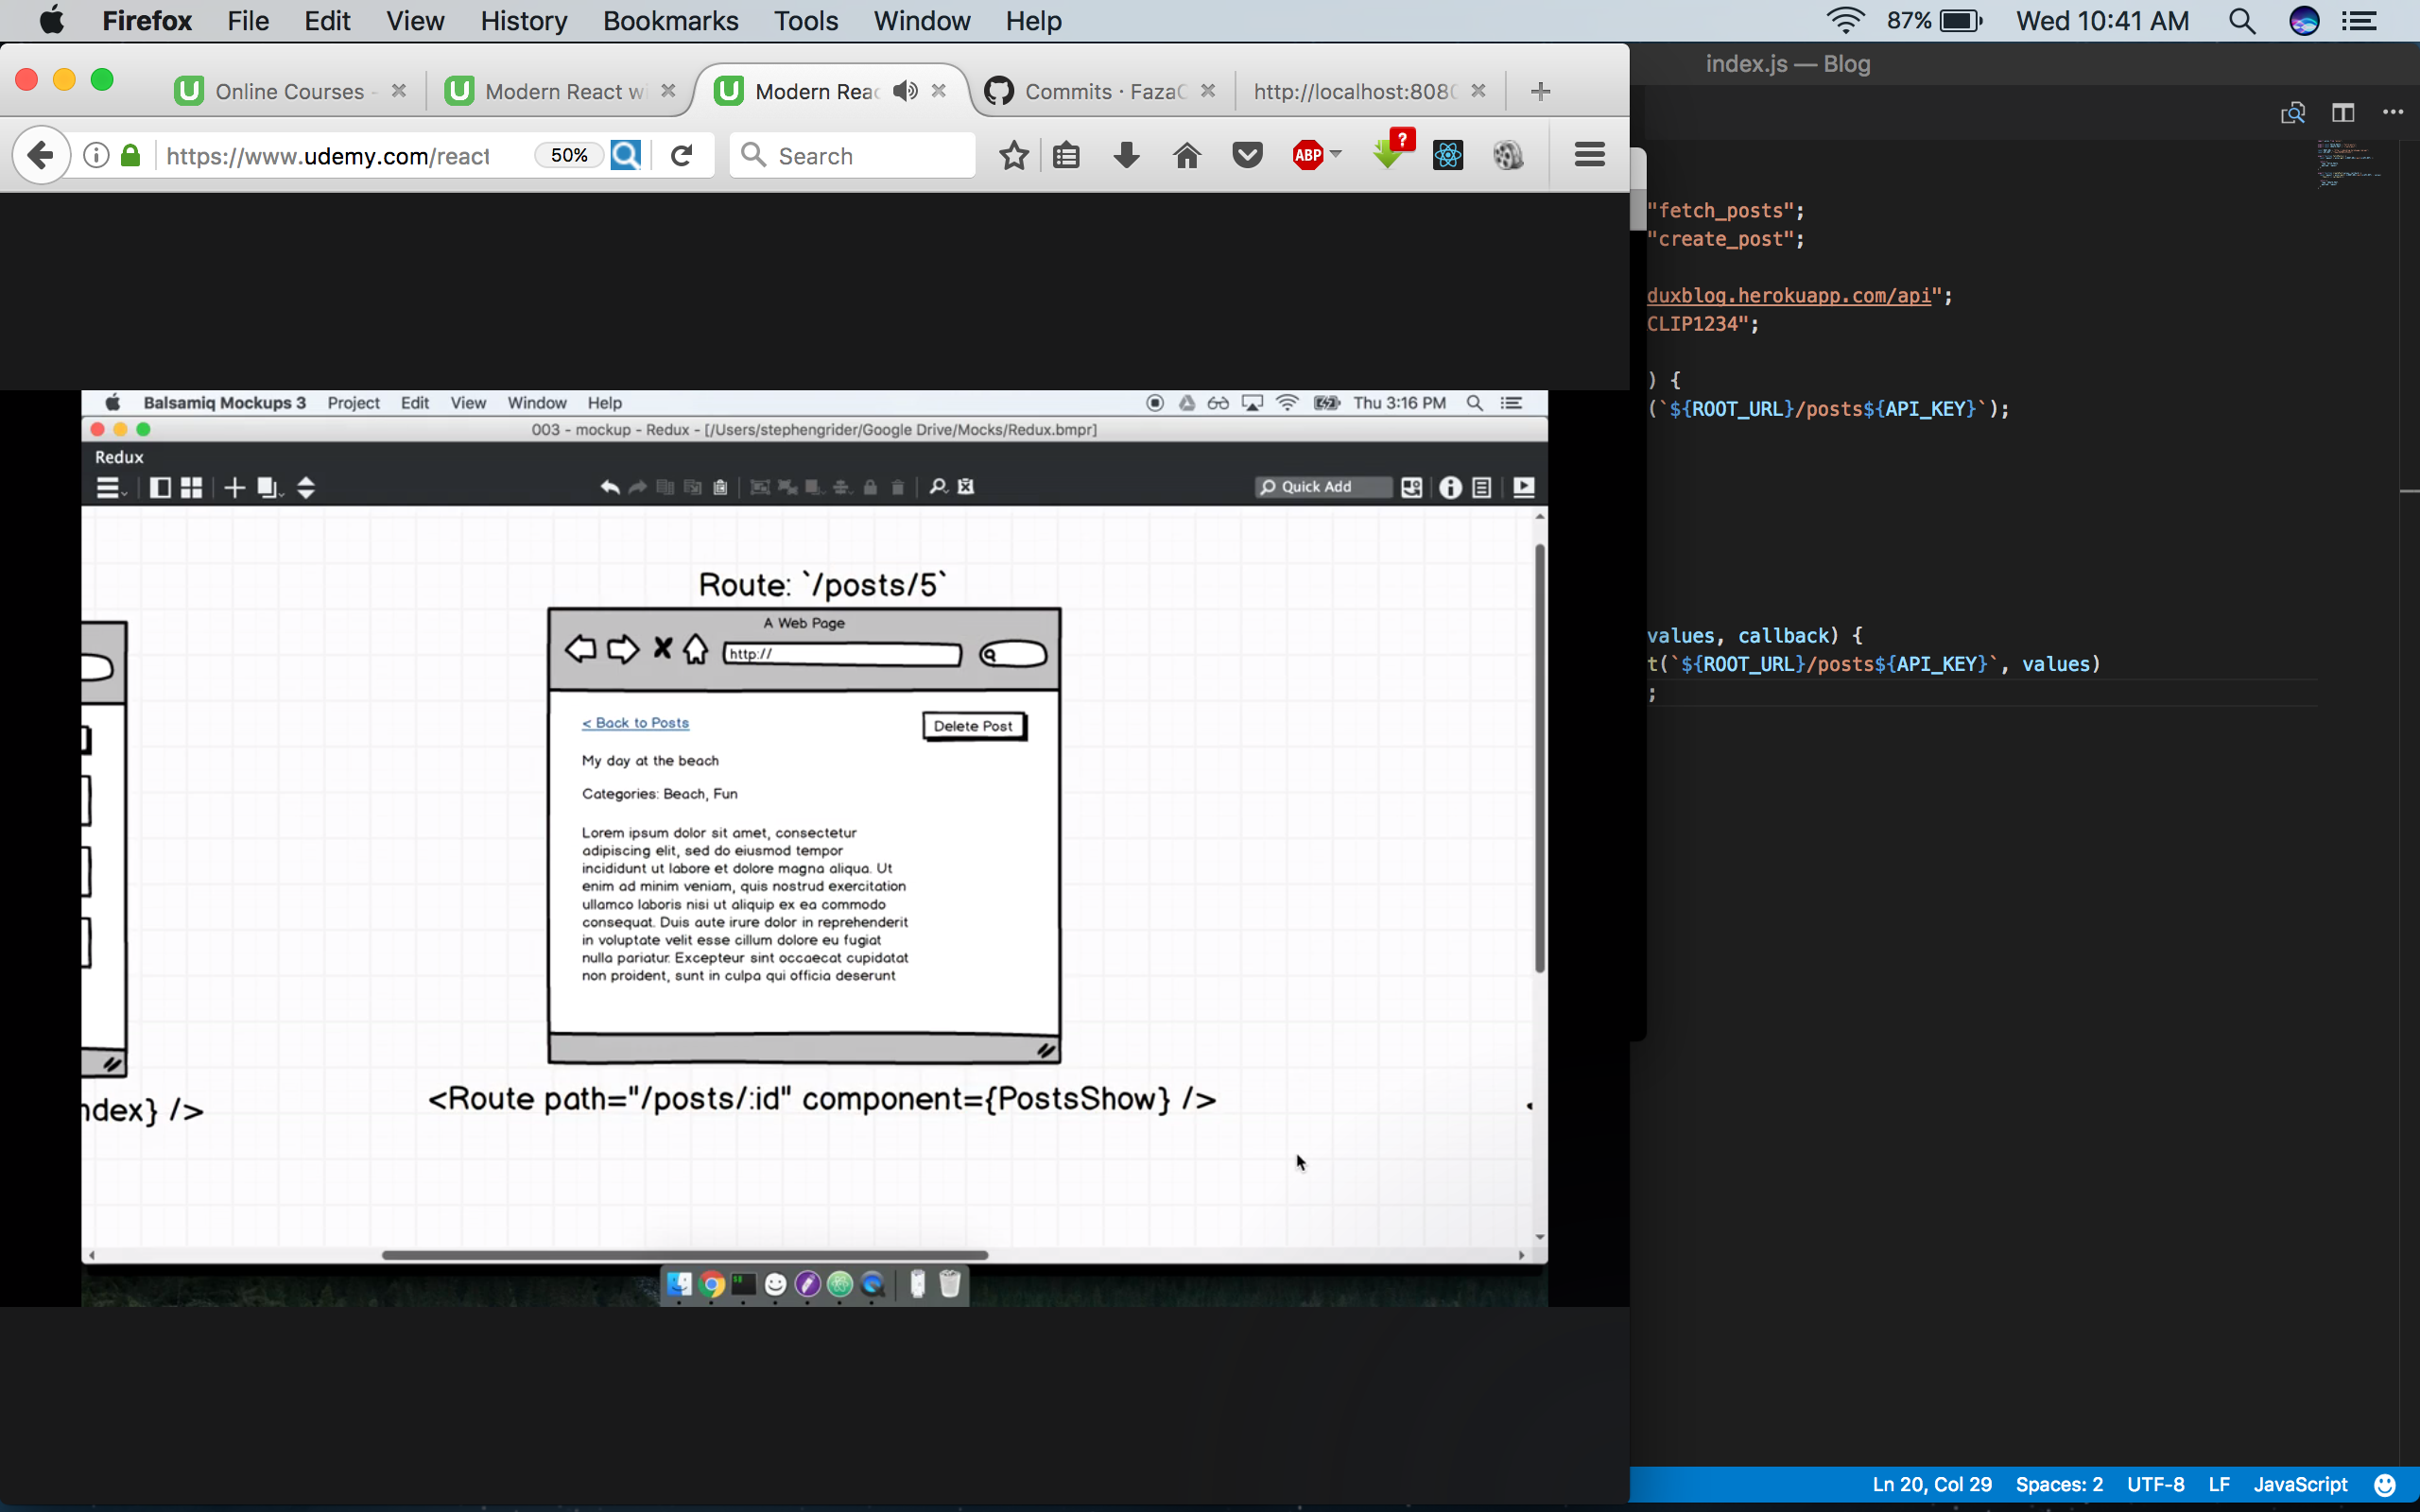 Firefox File Edit View History Bookmarks Tools Window Help 87% Wed 10:41 AM
index.js — Blog
Online Courses - Modern React wi Modern Reac Commits · FazaC http://localhost:808
https://www.udemy.com/react 50% Search ABP ?
"fetch_posts";
"create_post";
duxblog.herokuapp.com/api";
CLIP1234";
) {
(`${ROOT_URL}/posts${API_KEY}`);
values, callback) {
t(`${ROOT_URL}/posts${API_KEY}`, values)
;
Balsamiq Mockups 3 Project Edit View Window Help Thu 3:16 PM
003 - mockup - Redux - [/Users/stephengrider/Google Drive/Mocks/Redux.bmpr]
Redux
Quick Add
Route: `/posts/5`
A Web Page
http://
< Back to Posts
Delete Post
My day at the beach
Categories: Beach, Fun
Lorem ipsum dolor sit amet, consectetur
adipiscing elit, sed do eiusmod tempor
incididunt ut labore et dolore magna aliqua. Ut
enim ad minim veniam, quis nostrud exercitation
ullamco laboris nisi ut aliquip ex ea commodo
consequat. Duis aute irure dolor in reprehenderit
in voluptate velit esse cillum dolore eu fugiat
nulla pariatur. Excepteur sint occaecat cupidatat
non proident, sunt in culpa qui officia deserunt
ndex} />
<Route path="/posts/:id" component={PostsShow} />
Ln 20, Col 29 Spaces: 2 UTF-8 LF JavaScript